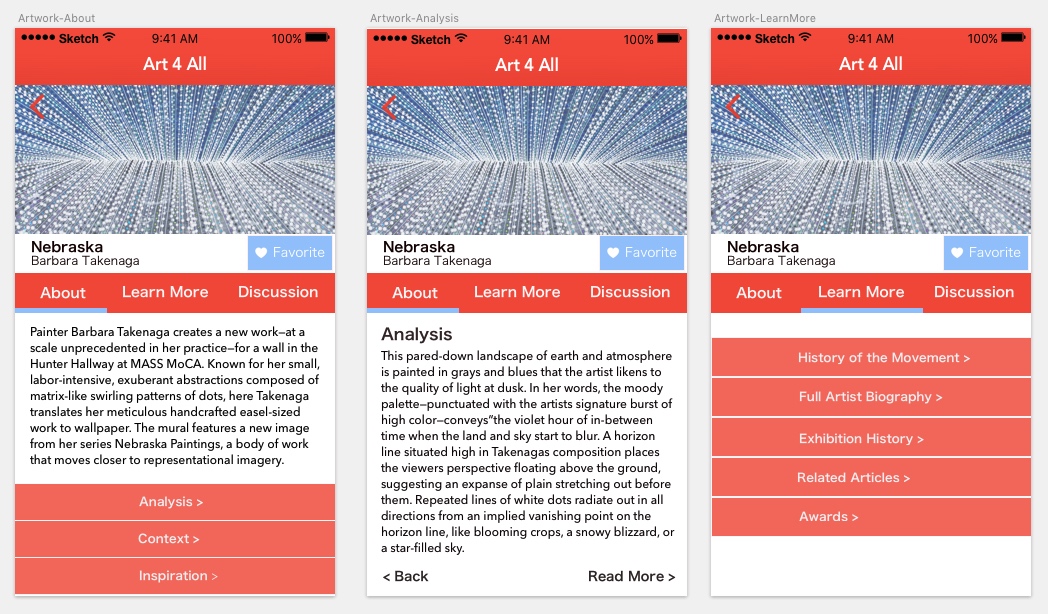 Artwork-About
Sketch 9:41 AM 100%
Art 4 All
Nebraska
Barbara Takenaga
Favorite
About Learn More Discussion
Painter Barbara Takenaga creates a new work—at a
scale unprecedented in her practice—for a wall in the
Hunter Hallway at MASS MoCA. Known for her small,
labor-intensive, exuberant abstractions composed of
matrix-like swirling patterns of dots, here Takenaga
translates her meticulous handcrafted easel-sized
work to wallpaper. The mural features a new image
from her series Nebraska Paintings, a body of work
that moves closer to representational imagery.
Analysis >
Context >
Inspiration >
Artwork-Analysis
Sketch 9:41 AM 100%
Art 4 All
Nebraska
Barbara Takenaga
Favorite
About Learn More Discussion
Analysis
This pared-down landscape of earth and atmosphere
is painted in grays and blues that the artist likens to
the quality of light at dusk. In her words, the moody
palette—punctuated with the artists signature burst of
high color—conveys"the violet hour of in-between
time when the land and sky start to blur. A horizon
line situated high in Takenagas composition places
the viewers perspective floating above the ground,
suggesting an expanse of plain stretching out before
them. Repeated lines of white dots radiate out in all
directions from an implied vanishing point on the
horizon line, like blooming crops, a snowy blizzard, or
a star-filled sky.
< Back Read More >
Artwork-LearnMore
Sketch 9:41 AM 100%
Art 4 All
Nebraska
Barbara Takenaga
Favorite
About Learn More Discussion
History of the Movement >
Full Artist Biography >
Exhibition History >
Related Articles >
Awards >